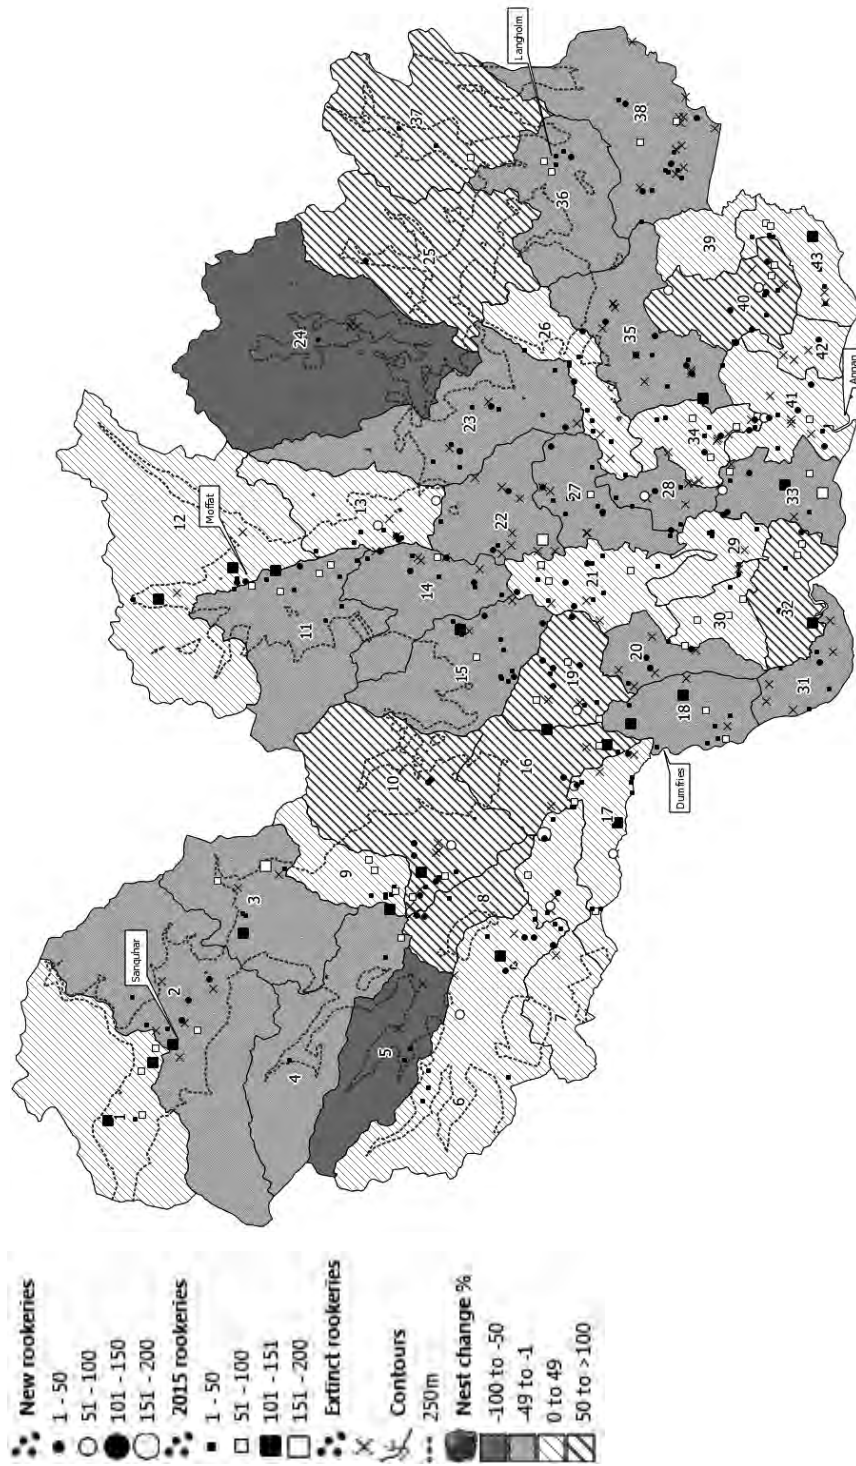 New rookeries
1 - 50
51 - 100
101 - 150
151 - 200
2015 rookeries
1 - 50
51 - 100
101 - 151
151 - 200
Extinct rookeries
Contours
250m
Nest change %
-100 to -50
-49 to -1
0 to 49
50 to ->100
Sanquhar
Moffat
Langholm
Dumfries
Annan
1
2
3
4
5
6
8
9
10
11
12
13
14
15
16
17
18
19
20
21
22
23
24
25
26
27
28
29
30
31
32
33
34
35
36
37
38
39
40
41
42
43